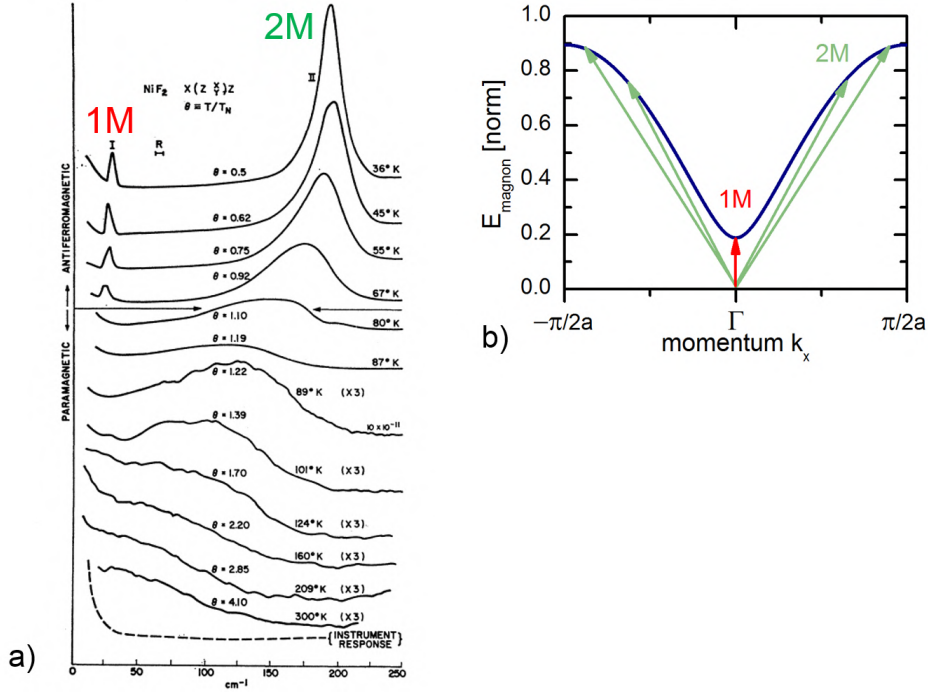 2M
II
NiF2 X(Z X/Y)Z
θ ≡ T/TN
1M
I
R
θ = 0.5
36°K
θ = 0.62
45°K
θ = 0.75
55°K
θ = 0.92
67°K
θ = 1.10
80°K
θ = 1.19
87°K
θ = 1.22
89°K (X3)
10 x 10⁻¹¹
θ = 1.39
101°K (X3)
θ = 1.70
124°K (X3)
θ = 2.20
160°K (X3)
θ = 2.85
209°K (X3)
θ = 4.10
300°K (X3)
{INSTRUMENT
RESPONSE}
ANTIFERROMAGNETIC
PARAMAGNETIC
0 50 100 150 200 250
cm⁻¹
a)
1.0
0.8
0.6
0.4
0.2
0.0
Emagnon [norm]
2M
1M
−π/2a Γ π/2a
momentum kx
b)